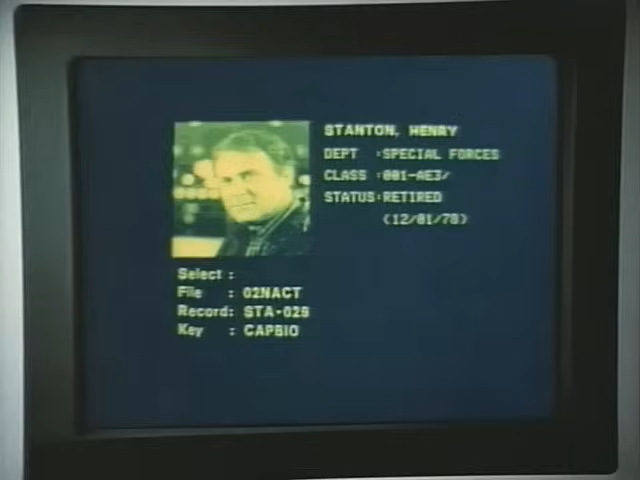 STANTON, HENRY
DEPT :SPECIAL FORCES
CLASS :001-AE3/
STATUS:RETIRED
(12/01/78)
Select :
File : 02NACT
Record: STA-029
Key : CAPBIO